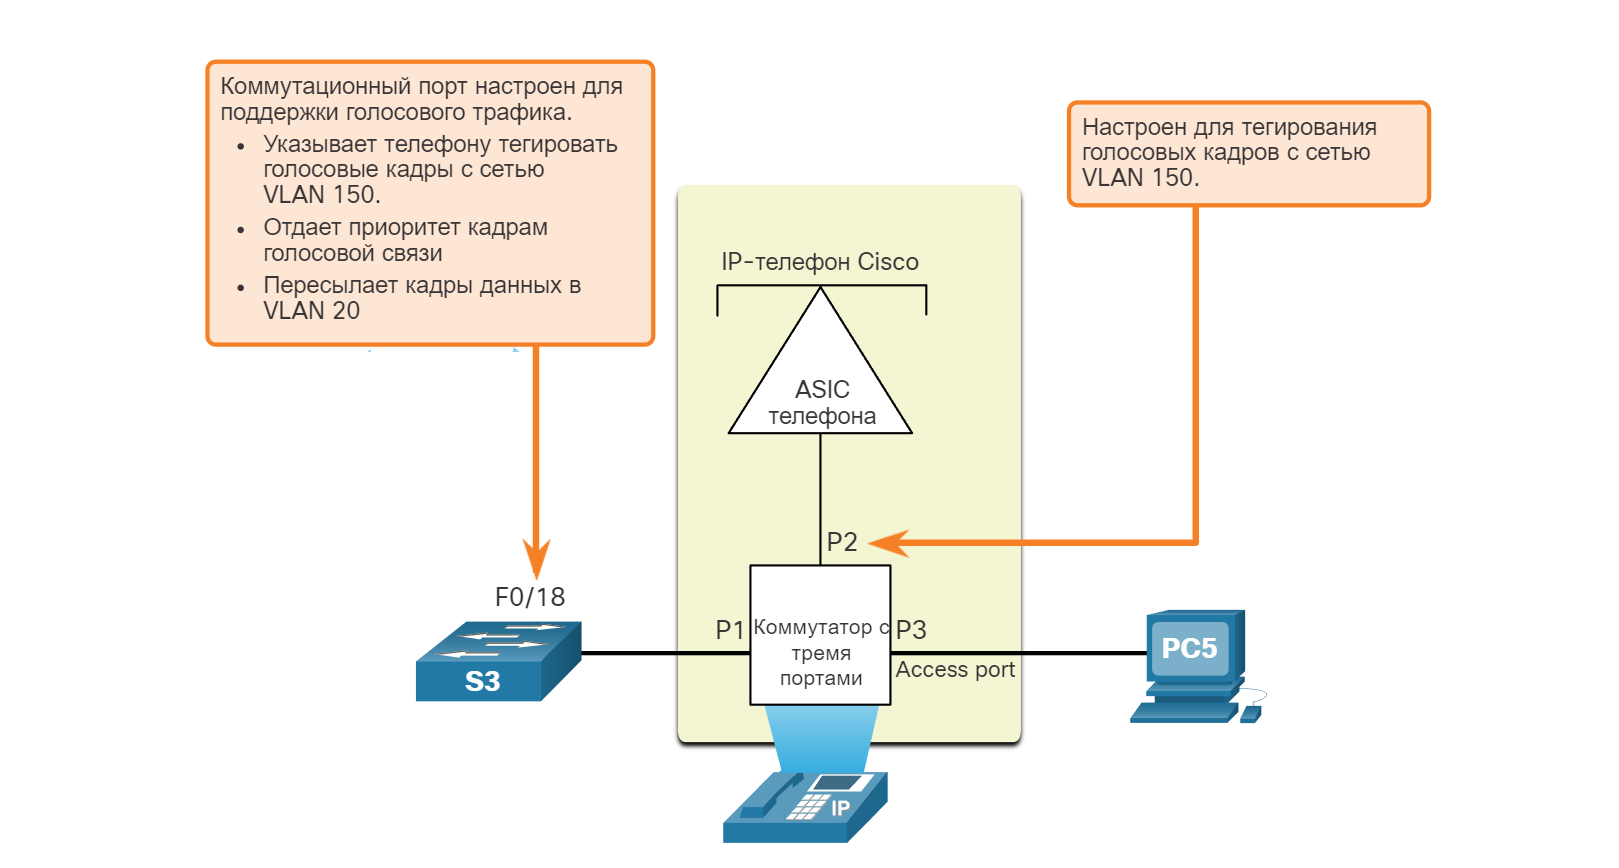 Коммутационный порт настроен для
поддержки голосового трафика.
• Указывает телефону тегировать
голосовые кадры с сетью
VLAN 150.
• Отдает приоритет кадрам
голосовой связи
• Пересылает кадры данных в
VLAN 20
Настроен для тегирования
голосовых кадров с сетью
VLAN 150.
IP-телефон Cisco
ASIC
телефона
P2
F0/18
P1
Коммутатор с
тремя
портами
P3
Access port
S3
PC5
IP